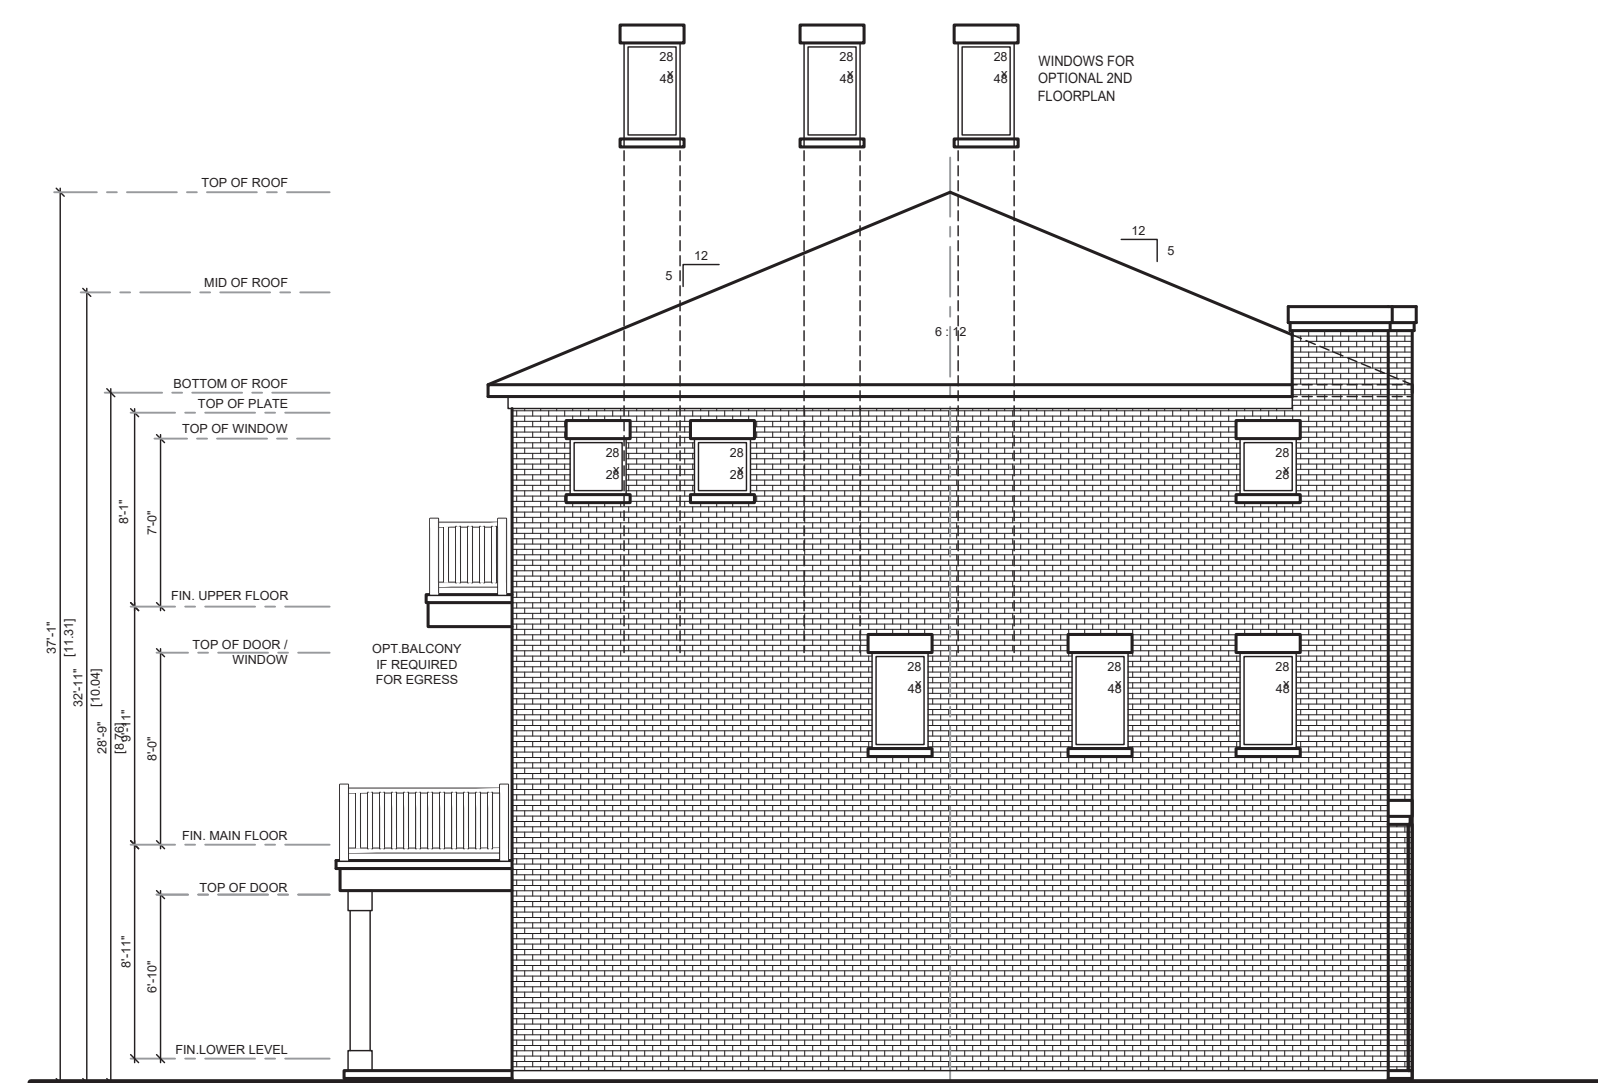 28
x
48
28
x
48
28
x
48
WINDOWS FOR
OPTIONAL 2ND
FLOORPLAN
TOP OF ROOF
12
5
12
5
MID OF ROOF
6 : 12
BOTTOM OF ROOF
TOP OF PLATE
TOP OF WINDOW
28
x
28
28
x
28
28
x
28
8'-1"
7'-0"
FIN. UPPER FLOOR
TOP OF DOOR /
WINDOW
OPT.BALCONY
IF REQUIRED
FOR EGRESS
28
x
48
28
x
48
28
x
48
37'-1"
[11.31]
32'-11"
[10.04]
28'-9"
[8.76]
9'-11"
8'-0"
FIN. MAIN FLOOR
TOP OF DOOR
8'-11"
6'-10"
FIN.LOWER LEVEL